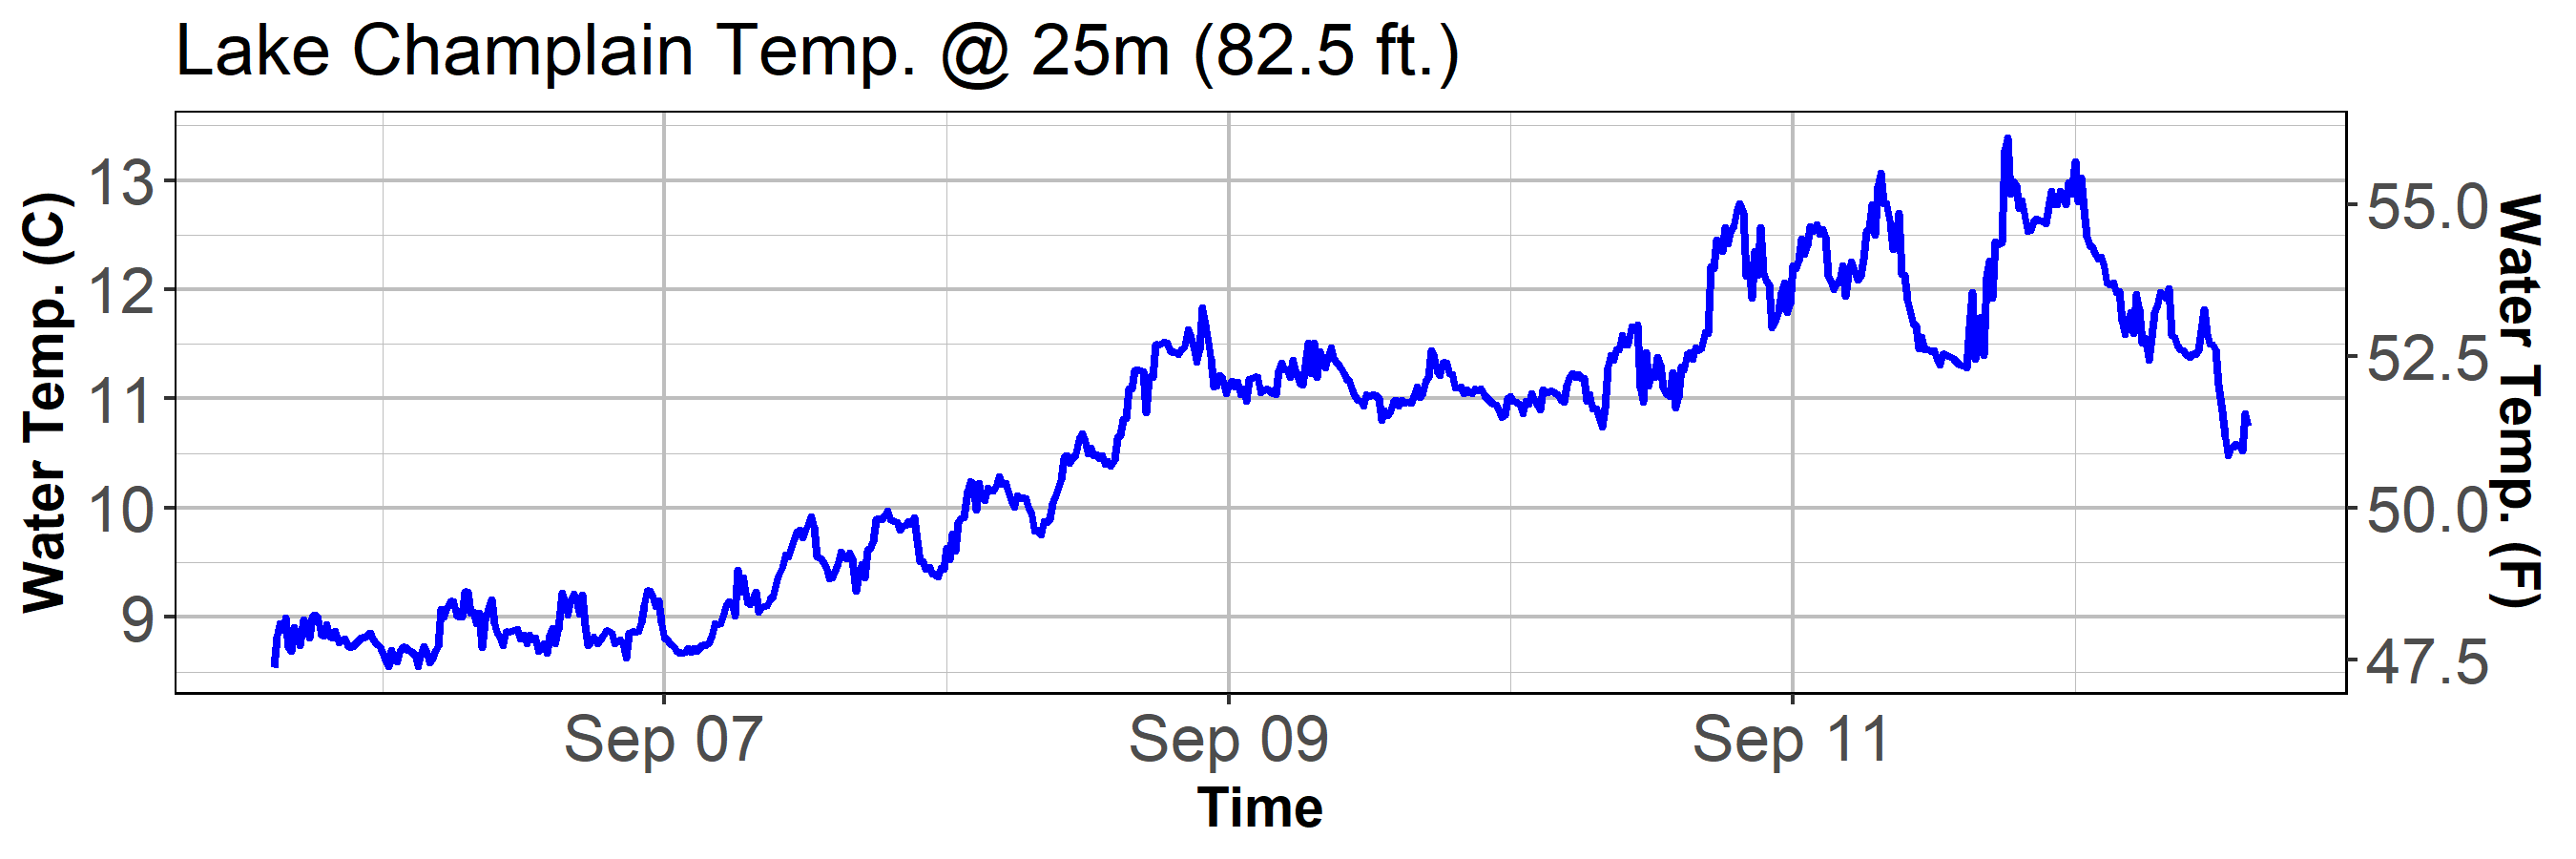 Lake Champlain Temp. @ 25m (82.5 ft.)
Water Temp. (C)
13
12
11
10
9
55.0
52.5
50.0
47.5
Water Temp. (F)
Sep 07
Sep 09
Sep 11
Time